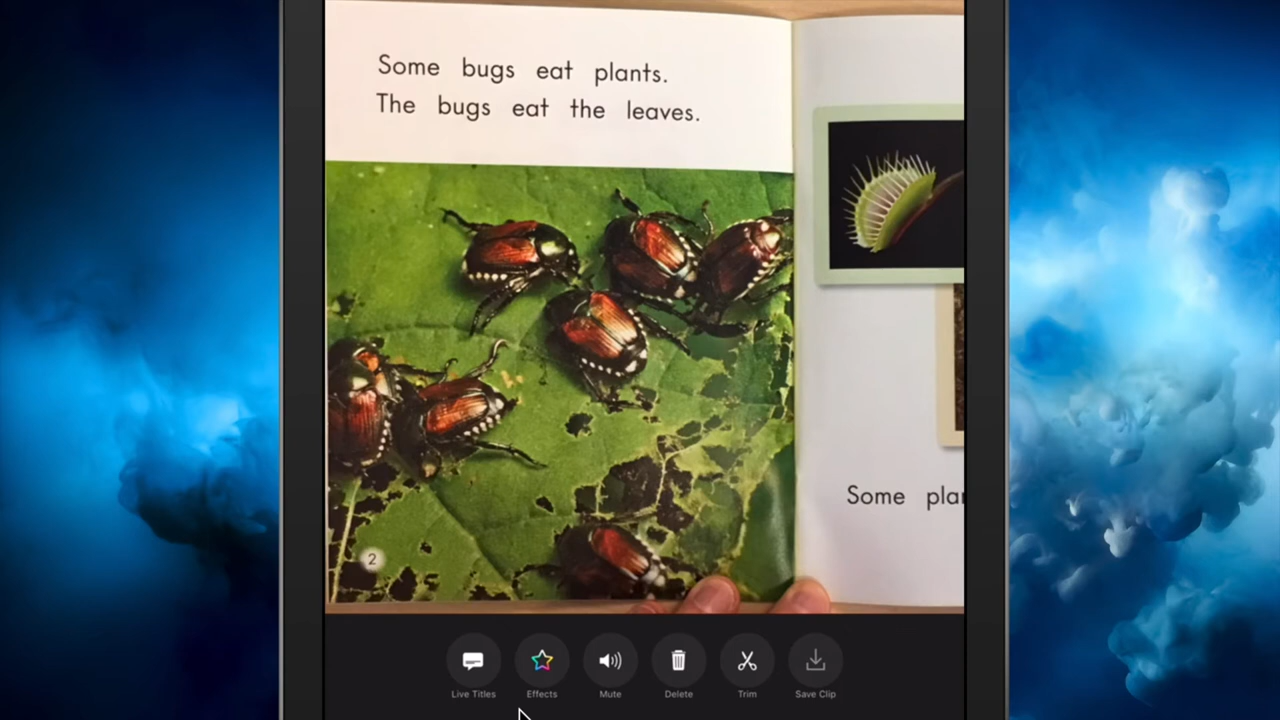 Some bugs eat plants.
The bugs eat the leaves.
2
Some
Live Titles
Effects
Mute
Delete
Trim
Save Clip